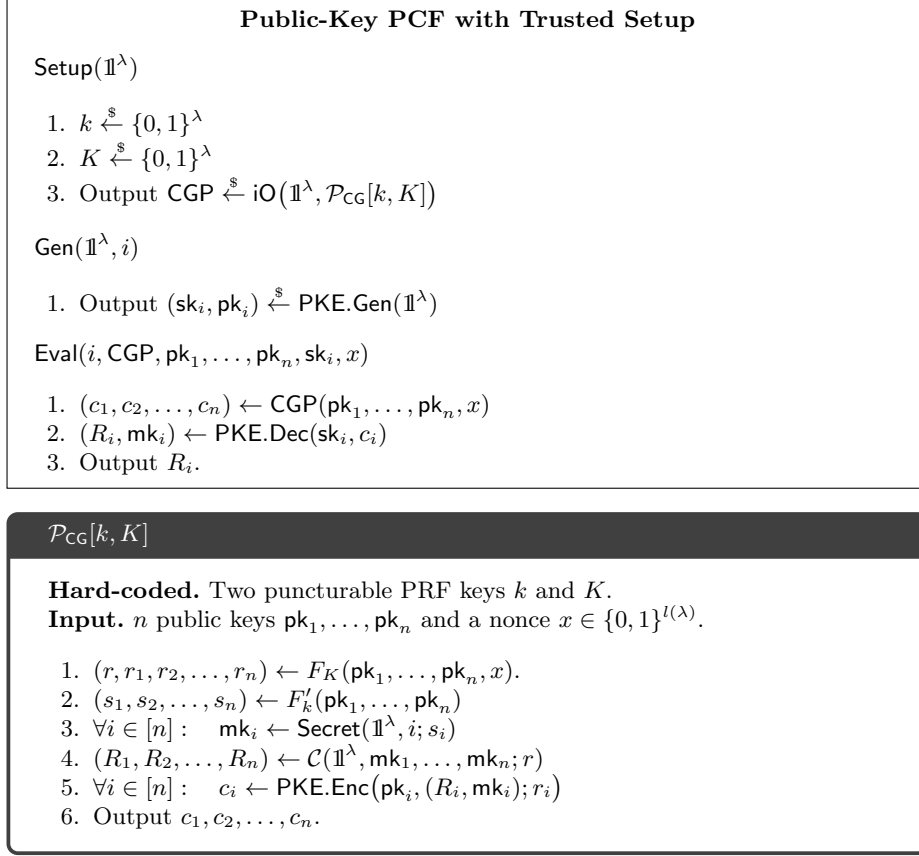 Public-Key PCF with Trusted Setup
Setup(𝟙^λ)
1. k ←$ {0, 1}^λ
2. K ←$ {0, 1}^λ
3. Output CGP ←$ iO(𝟙^λ, 𝒫_CG[k, K])
Gen(𝟙^λ, i)
1. Output (sk_i, pk_i) ←$ PKE.Gen(𝟙^λ)
Eval(i, CGP, pk_1, . . . , pk_n, sk_i, x)
1. (c_1, c_2, . . . , c_n) ← CGP(pk_1, . . . , pk_n, x)
2. (R_i, mk_i) ← PKE.Dec(sk_i, c_i)
3. Output R_i.
𝒫_CG[k, K]
Hard-coded. Two puncturable PRF keys k and K.
Input. n public keys pk_1, . . . , pk_n and a nonce x ∈ {0, 1}^{l(λ)}.
1. (r, r_1, r_2, . . . , r_n) ← F_K(pk_1, . . . , pk_n, x).
2. (s_1, s_2, . . . , s_n) ← F′_k(pk_1, . . . , pk_n)
3. ∀i ∈ [n] : mk_i ← Secret(𝟙^λ, i; s_i)
4. (R_1, R_2, . . . , R_n) ← 𝒞(𝟙^λ, mk_1, . . . , mk_n; r)
5. ∀i ∈ [n] : c_i ← PKE.Enc(pk_i, (R_i, mk_i); r_i)
6. Output c_1, c_2, . . . , c_n.